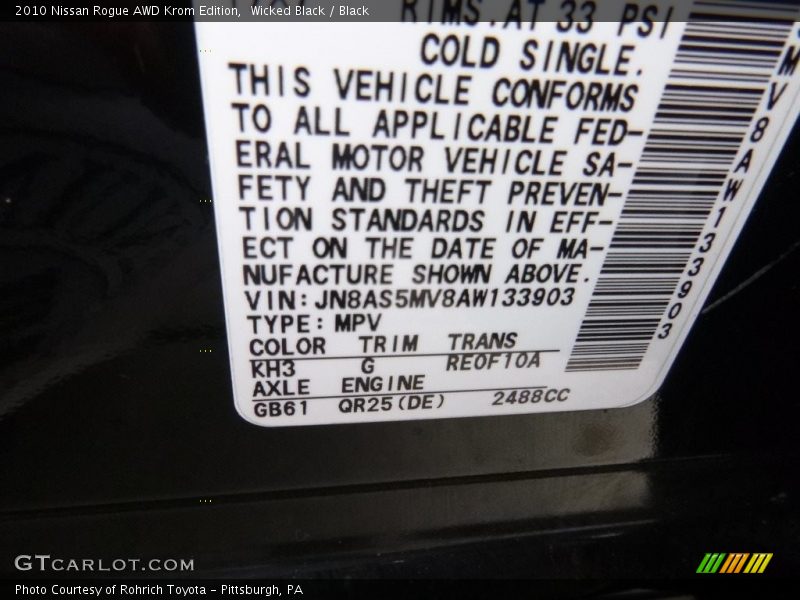 2010 Nissan Rogue AWD Krom Edition, Wicked Black / Black
RIMS.AT 33 PSI
COLD SINGLE.
THIS VEHICLE CONFORMS
TO ALL APPLICABLE FED-
ERAL MOTOR VEHICLE SA-
FETY AND THEFT PREVEN-
TION STANDARDS IN EFF-
ECT ON THE DATE OF MA-
NUFACTURE SHOWN ABOVE.
VIN:JN8AS5MV8AW133903
TYPE:MPV
COLOR TRIM TRANS
KH3 G RE0F10A
AXLE ENGINE
GB61 QR25(DE) 2488CC
MV8AW133903
GTCARLOT.COM
Photo Courtesy of Rohrich Toyota - Pittsburgh, PA